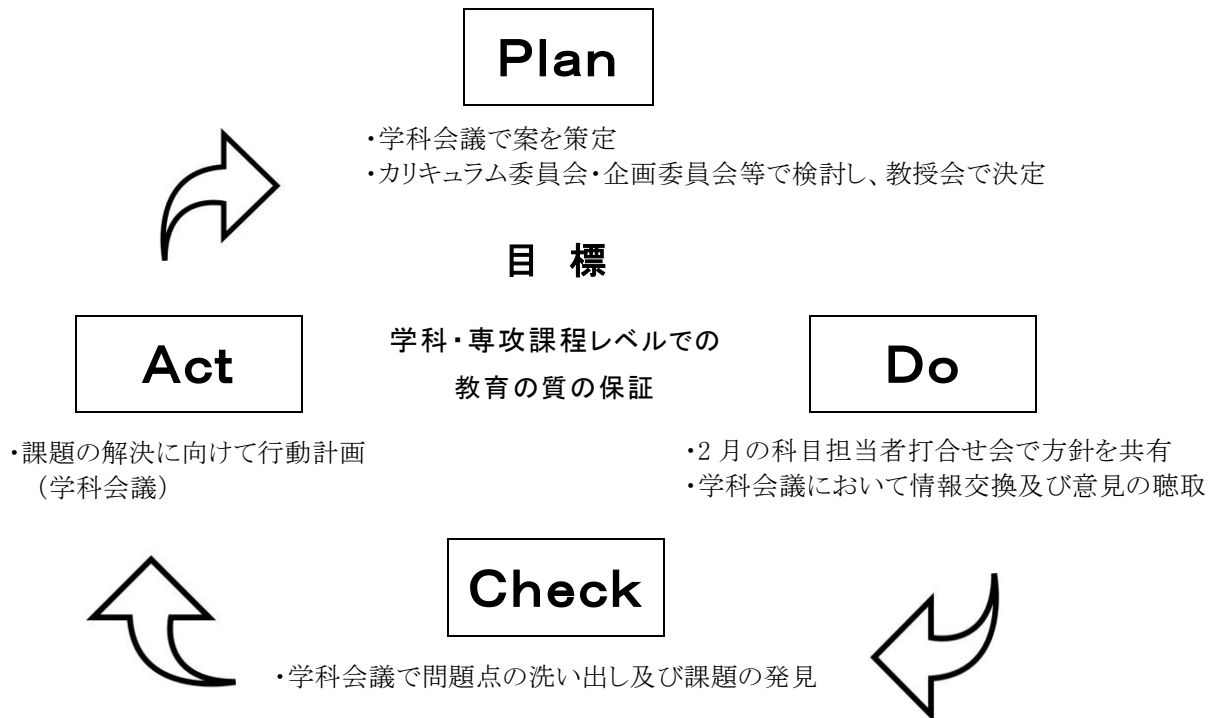 Plan
・学科会議で案を策定
・カリキュラム委員会・企画委員会等で検討し、教授会で決定
目 標
学科・専攻課程レベルでの
教育の質の保証
Act
・課題の解決に向けて行動計画
（学科会議）
Do
・2 月の科目担当者打合せ会で方針を共有
・学科会議において情報交換及び意見の聴取
Check
・学科会議で問題点の洗い出し及び課題の発見